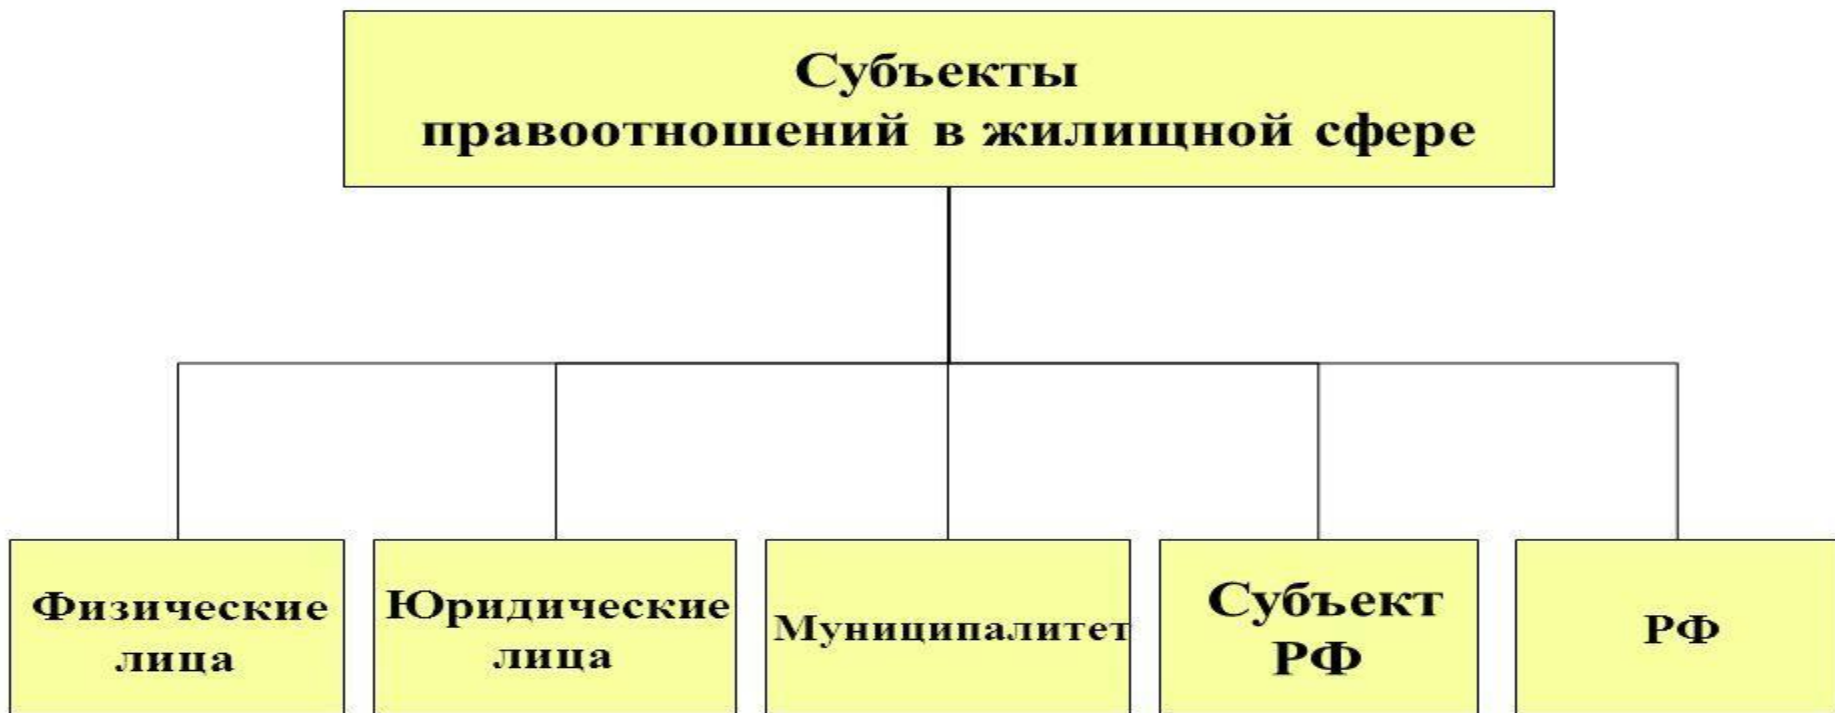 Субъекты
правоотношений в жилищной сфере
Физические
лица
Юридические
лица
Муниципалитет
Субъект
РФ
РФ